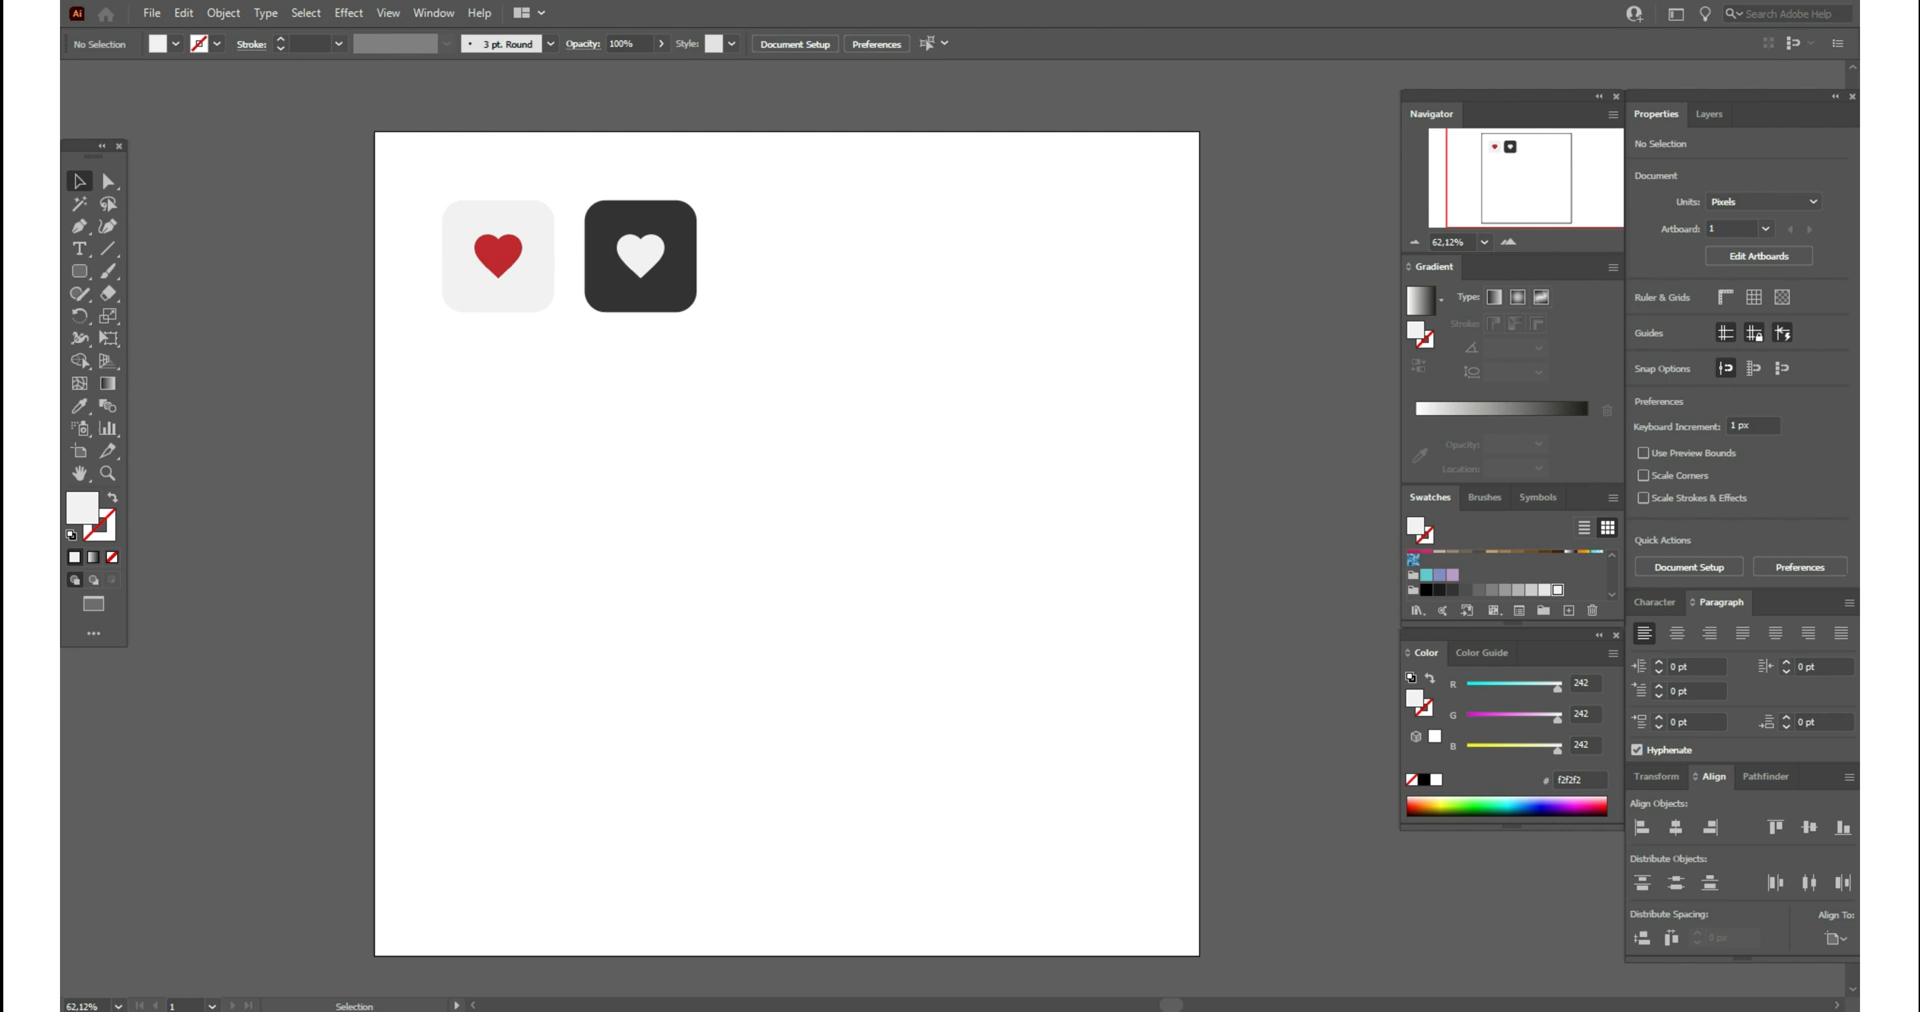 Ai File Edit Object Type Select Effect View Window Help Search Adobe Help
No Selection Stroke: 3 pt. Round Opacity: 100% Style: Document Setup Preferences
Navigator
62,12%
Gradient
Type:
Stroke:
Opacity:
Location:
Swatches Brushes Symbols
Color Color Guide
R 242
G 242
B 242
# f2f2f2
Properties Layers
No Selection
Document
Units: Pixels
Artboard: 1
Edit Artboards
Ruler & Grids
Guides
Snap Options
Preferences
Keyboard Increment: 1 px
Use Preview Bounds
Scale Corners
Scale Strokes & Effects
Quick Actions
Document Setup Preferences
Character Paragraph
0 pt 0 pt
0 pt
0 pt 0 pt
Hyphenate
Transform Align Pathfinder
Align Objects:
Distribute Objects:
Distribute Spacing: Align To:
0 px
62,12% 1 Selection